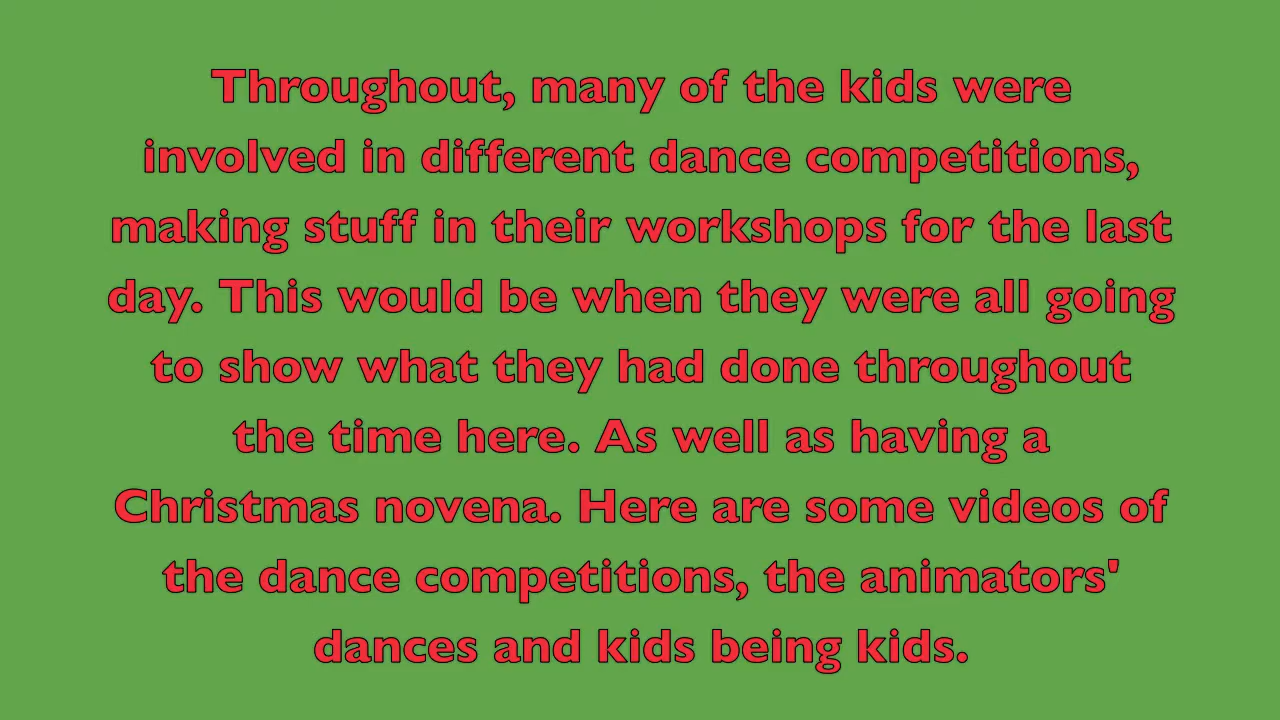 Throughout, many of the kids were
involved in different dance competitions,
making stuff in their workshops for the last
day. This would be when they were all going
to show what they had done throughout
the time here. As well as having a
Christmas novena. Here are some videos of
the dance competitions, the animators'
dances and kids being kids.